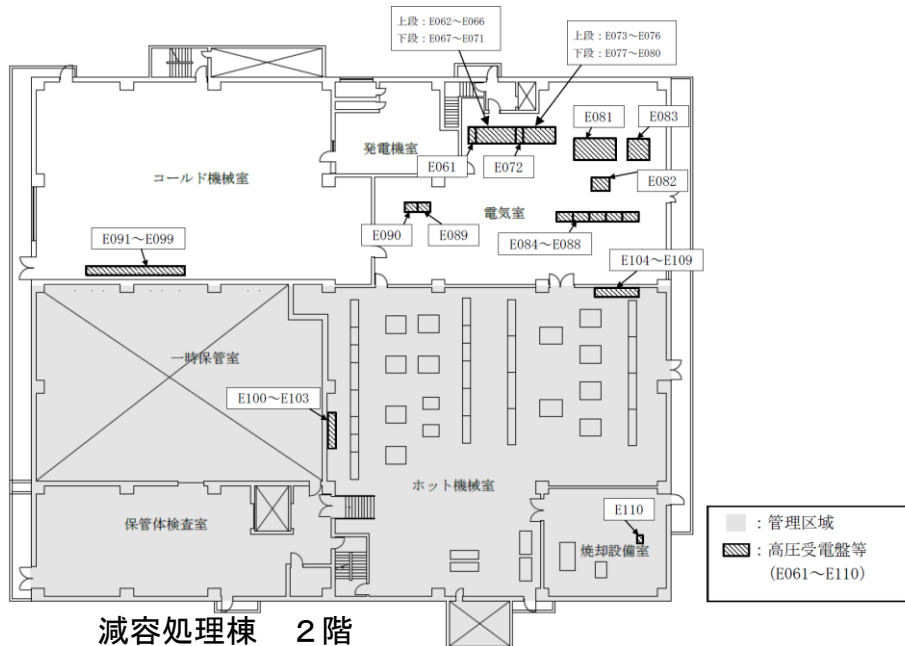 上段：E062～E066
下段：E067～E071
上段：E073～E076
下段：E077～E080
E081
E083
発電機室
E061
E072
コールド機械室
E082
電気室
E090
E089
E084～E088
E091～E099
E104～E109
一時保管室
E100～E103
ホット機械室
保管体検査室
E110
焼却設備室
：管理区域
：高圧受電盤等
(E061～E110)
減容処理棟　２階